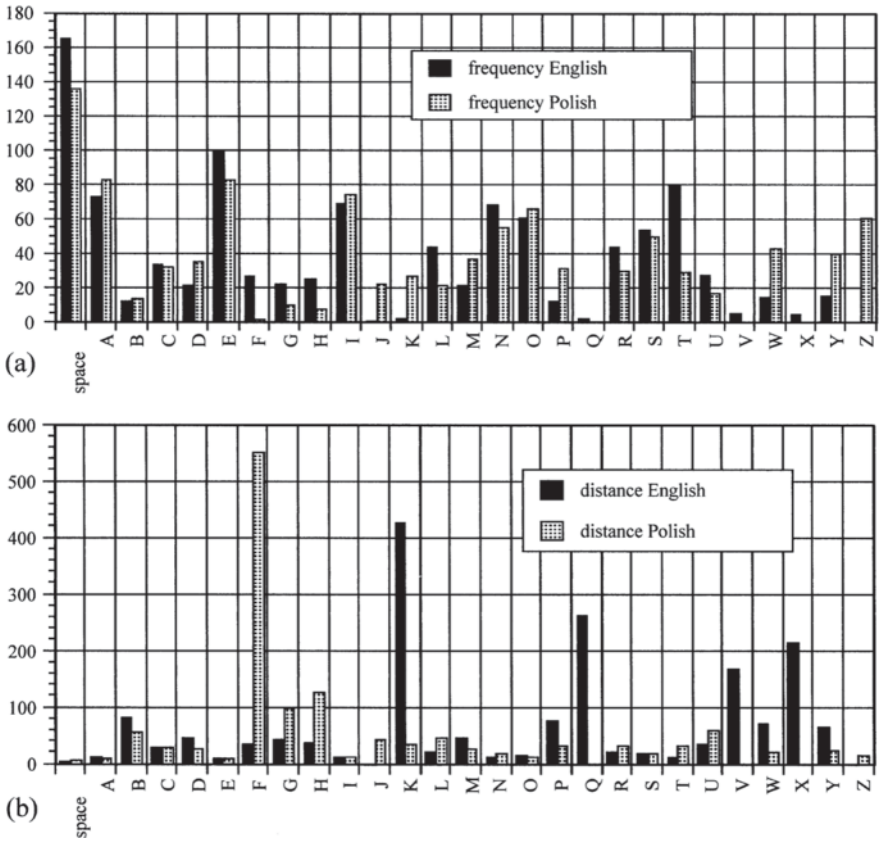 180
160
140
120
100
80
60
40
20
0
frequency English
frequency Polish
space A B C D E F G H I J K L M N O P Q R S T U V W X Y Z
(a)
600
500
400
300
200
100
0
distance English
distance Polish
space A B C D E F G H I J K L M N O P Q R S T U V W X Y Z
(b)